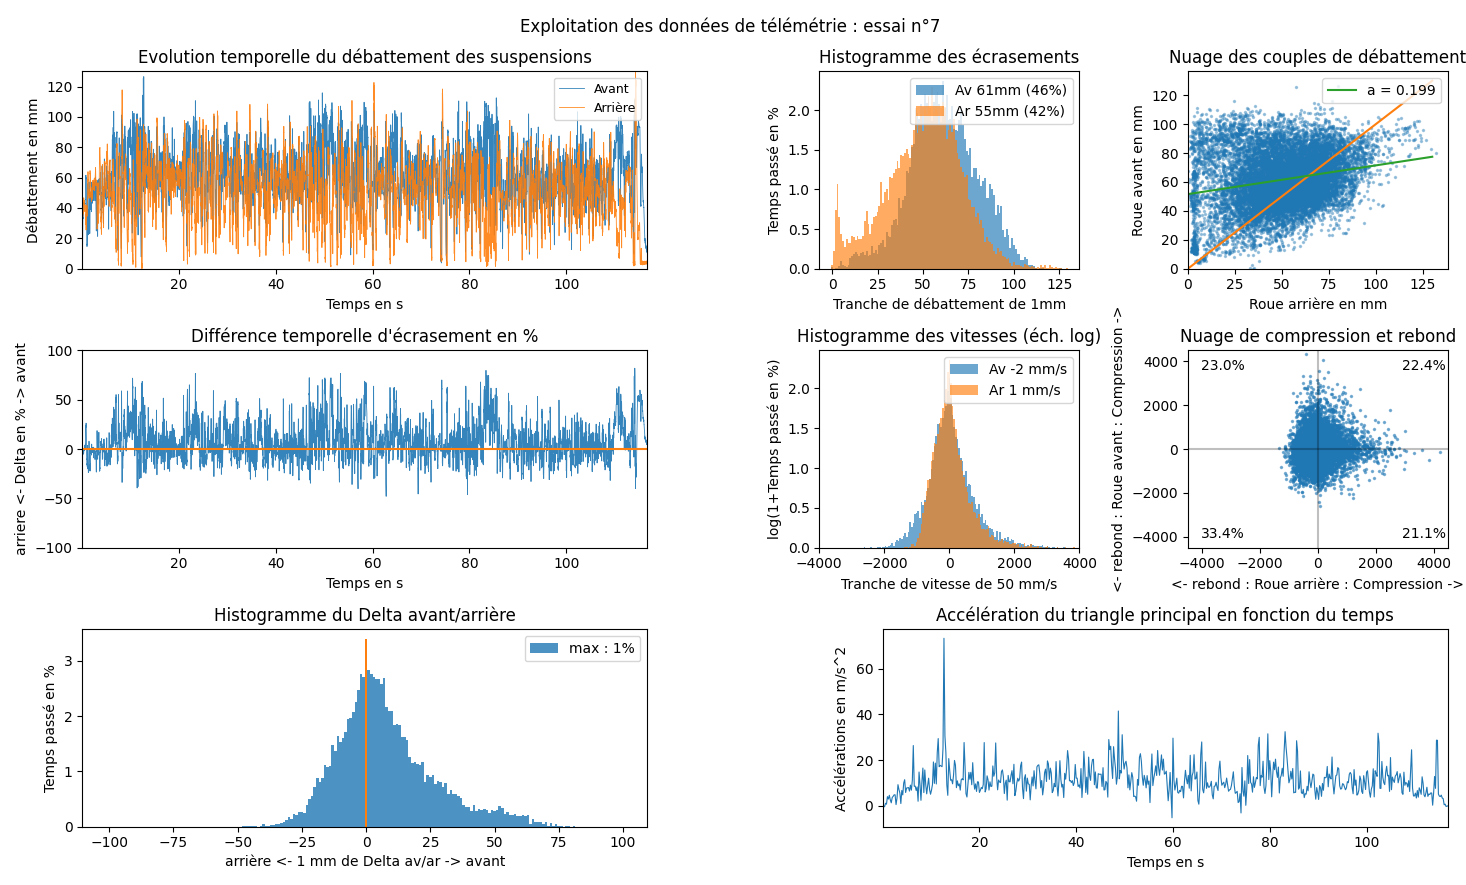 Exploitation des données de télémétrie : essai n°7
Evolution temporelle du débattement des suspensions
Débattement en mm
0
20
40
60
80
100
120
Avant
Arrière
20
40
60
80
100
Temps en s
Histogramme des écrasements
Temps passé en %
0.0
0.5
1.0
1.5
2.0
Av 61mm (46%)
Ar 55mm (42%)
0
25
50
75
100
125
Tranche de débattement de 1mm
Nuage des couples de débattement
Roue avant en mm
0
20
40
60
80
100
120
a = 0.199
0
25
50
75
100
125
Roue arrière en mm
Différence temporelle d'écrasement en %
arriere <- Delta en % -> avant
−100
−50
0
50
100
20
40
60
80
100
Temps en s
Histogramme des vitesses (éch. log)
log(1+Temps passé en %)
0.0
0.5
1.0
1.5
2.0
Av -2 mm/s
Ar 1 mm/s
−4000
−2000
0
2000
4000
Tranche de vitesse de 50 mm/s
Nuage de compression et rebond
<- rebond : Roue avant : Compression ->
−4000
−2000
0
2000
4000
23.0%
22.4%
33.4%
21.1%
−4000
−2000
0
2000
4000
<- rebond : Roue arrière : Compression ->
Histogramme du Delta avant/arrière
Temps passé en %
0
1
2
3
max : 1%
−100
−75
−50
−25
0
25
50
75
100
arrière <- 1 mm de Delta av/ar -> avant
Accélération du triangle principal en fonction du temps
Accélérations en m/s^2
0
20
40
60
20
40
60
80
100
Temps en s